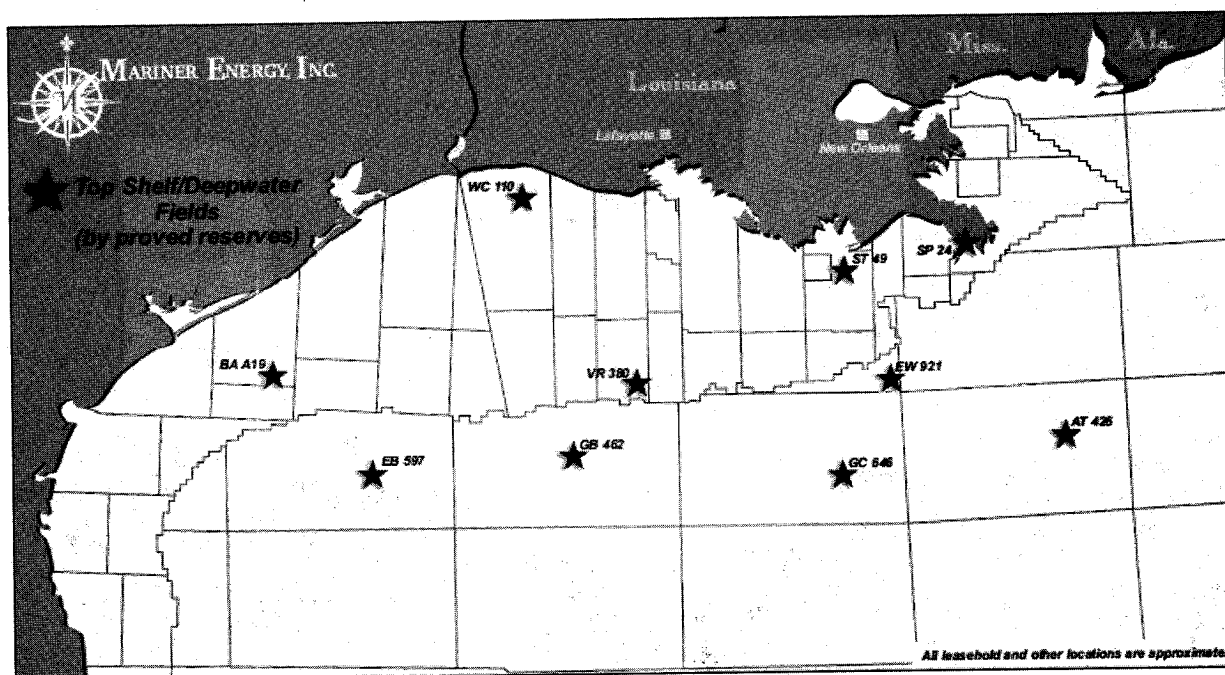 MARINER ENERGY, INC.
Miss.
Ala.
Louisiana
Lafayette
New Orleans
Top Shelf/Deepwater
Fields
(by proved reserves)
WC 110
SP 24
ST 49
BA A19
VR 380
EW 921
AT 426
GB 462
EB 597
GC 646
All leasehold and other locations are approximate